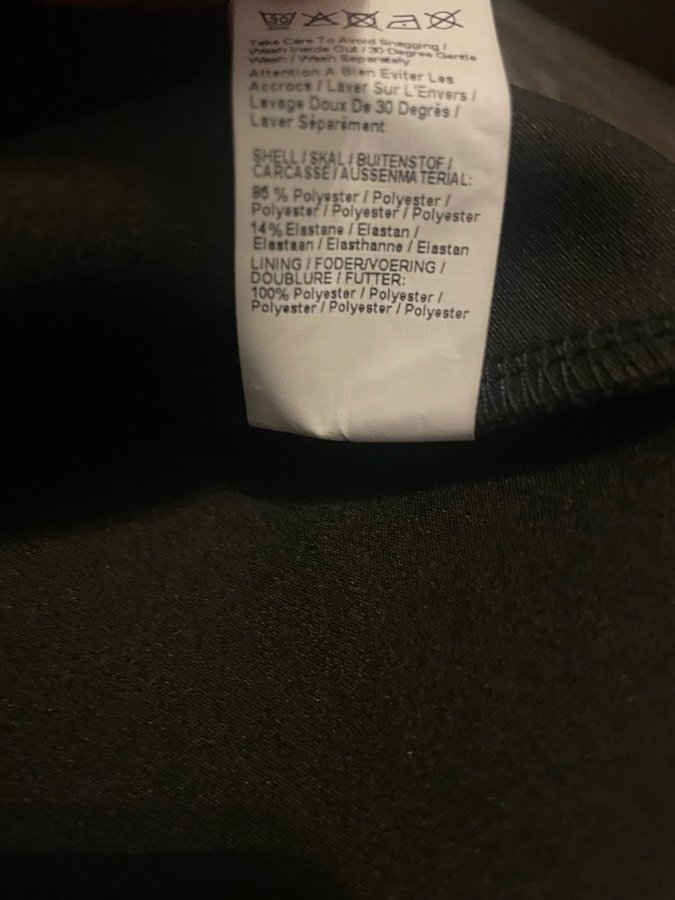 30
Take Care To Avoid Snagging /
Wash Inside Out / 30 Degree Gentle
Wash / Wash Separately
Attention A Bien Eviter Les
Accrocs / Laver Sur L'Envers /
Lavage Doux De 30 Degrés /
Laver Séparément
SHELL / SKAL / BUITENSTOF /
CARCASSE / AUSSENMATERIAL:
86 % Polyester / Polyester /
Polyester / Polyester / Polyester
14% Elastane / Elastan /
Elastaan / Elasthanne / Elastan
LINING / FODER/VOERING /
DOUBLURE / FUTTER:
100% Polyester / Polyester /
Polyester / Polyester / Polyester